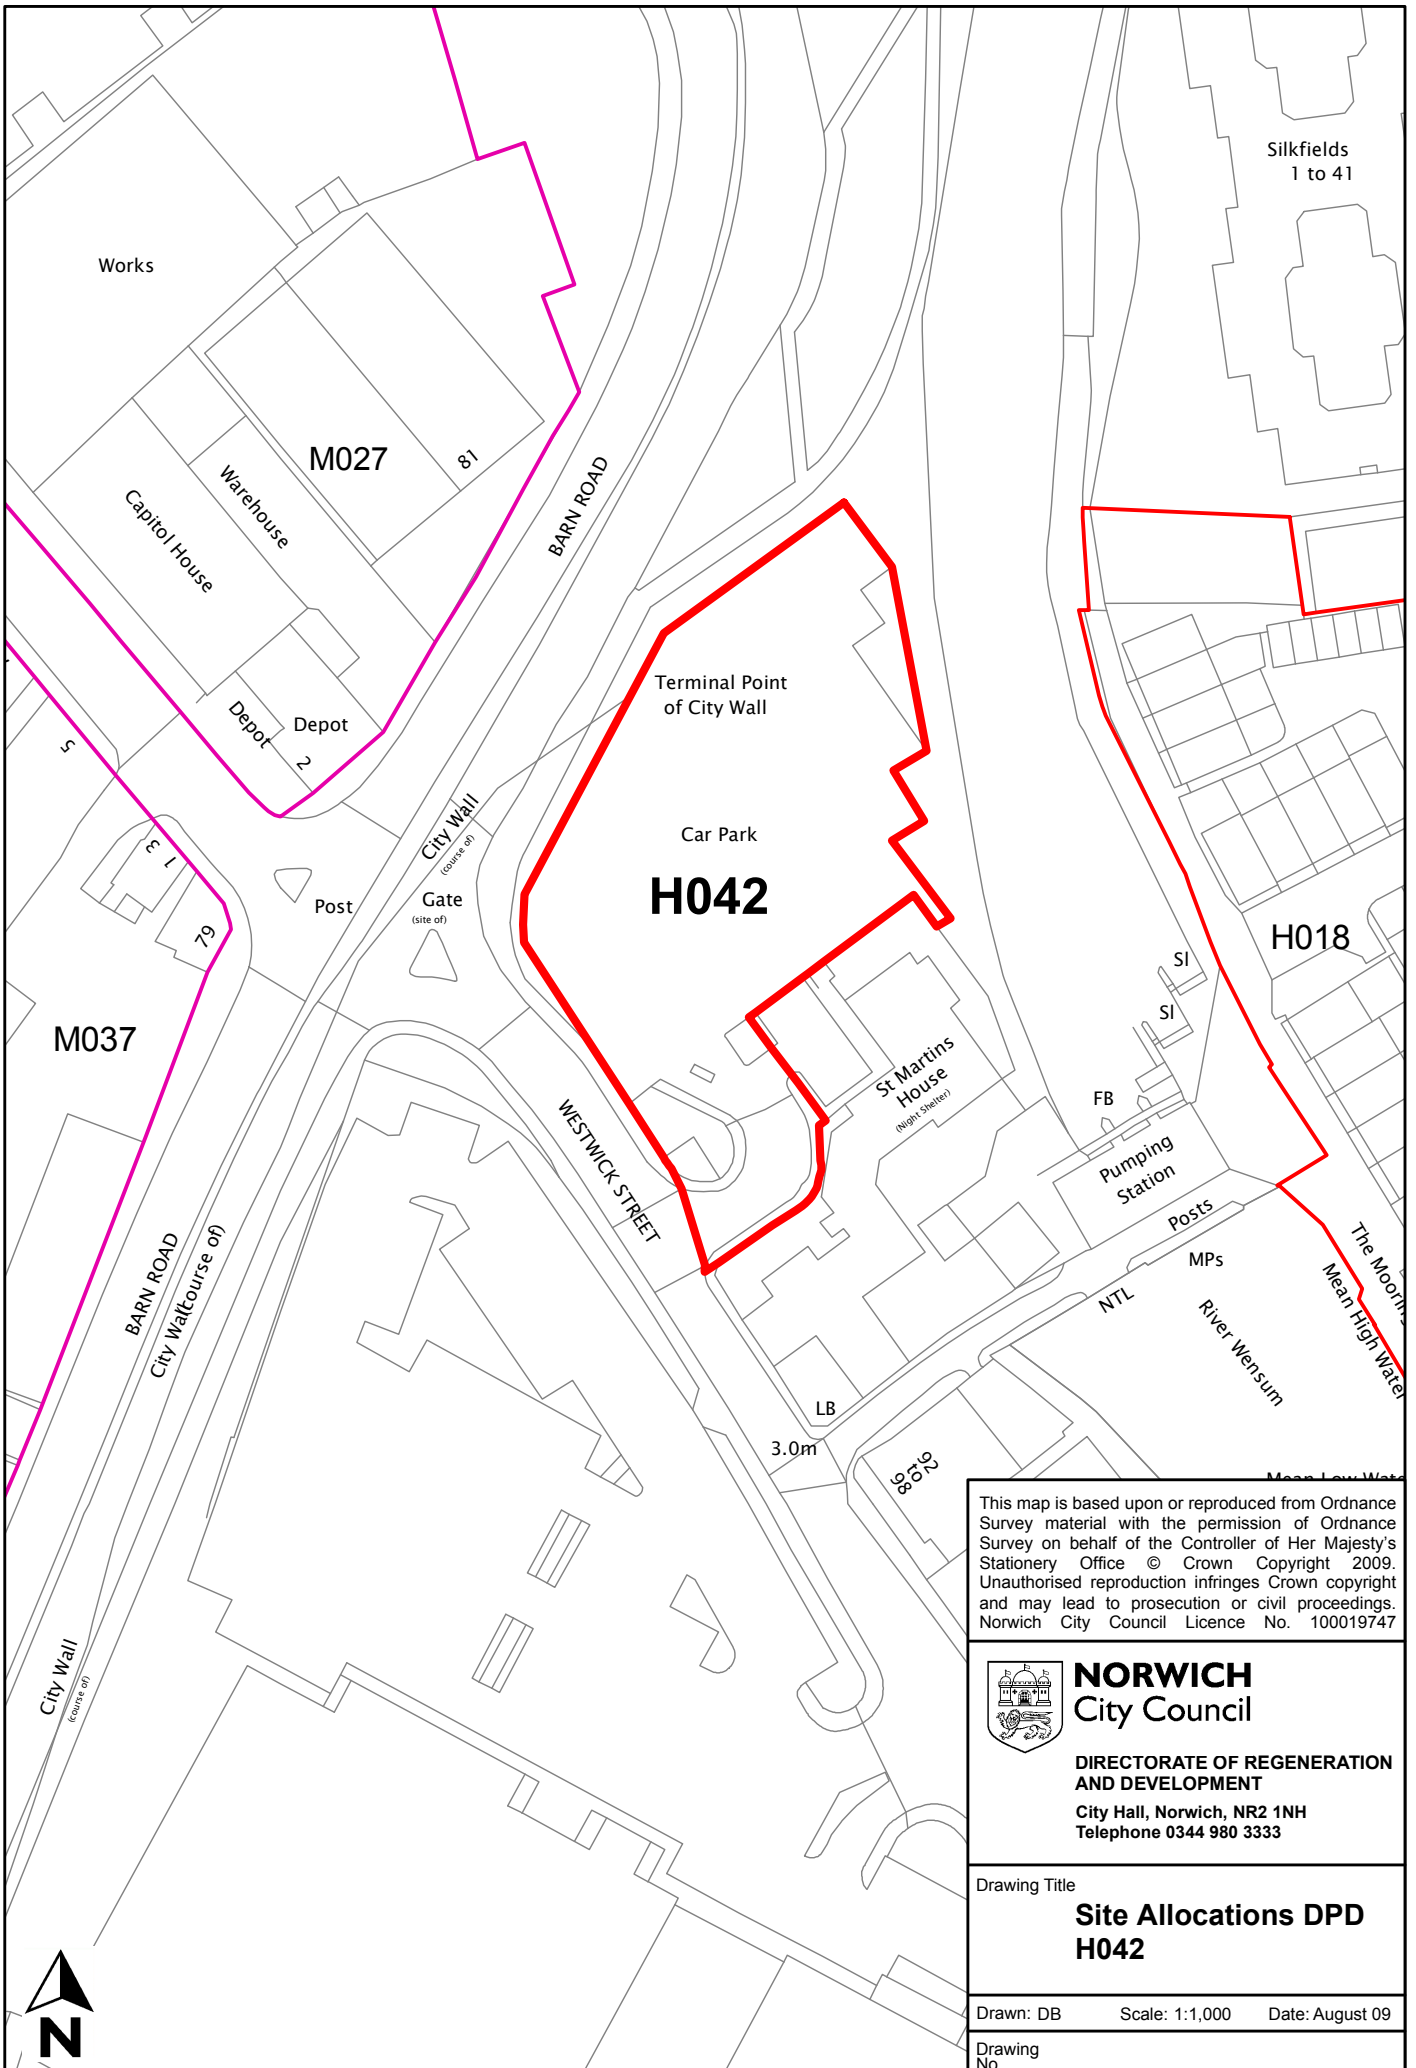 Silkfields
1 to 41
Works
M027
81
Warehouse
Capitol House
BARN ROAD
Terminal Point
of City Wall
Depot
Depot
2
5
City Wall
(course of)
Car Park
H042
1 3
Post
Gate
(site of)
79
H018
SI
SI
M037
St Martins
House
(Night Shelter)
FB
WESTWICK STREET
Pumping
Station
Posts
MPs
NTL
The Mooring
Mean High Water
River Wensum
BARN ROAD
City Wall
(course of)
LB
3.0m
92
to
98
Mean Low Wate
City Wall
(course of)
This map is based upon or reproduced from Ordnance
Survey material with the permission of Ordnance
Survey on behalf of the Controller of Her Majesty's
Stationery Office © Crown Copyright 2009.
Unauthorised reproduction infringes Crown copyright
and may lead to prosecution or civil proceedings.
Norwich City Council Licence No. 100019747
NORWICH
City Council
DIRECTORATE OF REGENERATION
AND DEVELOPMENT
City Hall, Norwich, NR2 1NH
Telephone 0344 980 3333
Drawing Title
Site Allocations DPD
H042
Drawn: DB Scale: 1:1,000 Date: August 09
Drawing
No
N